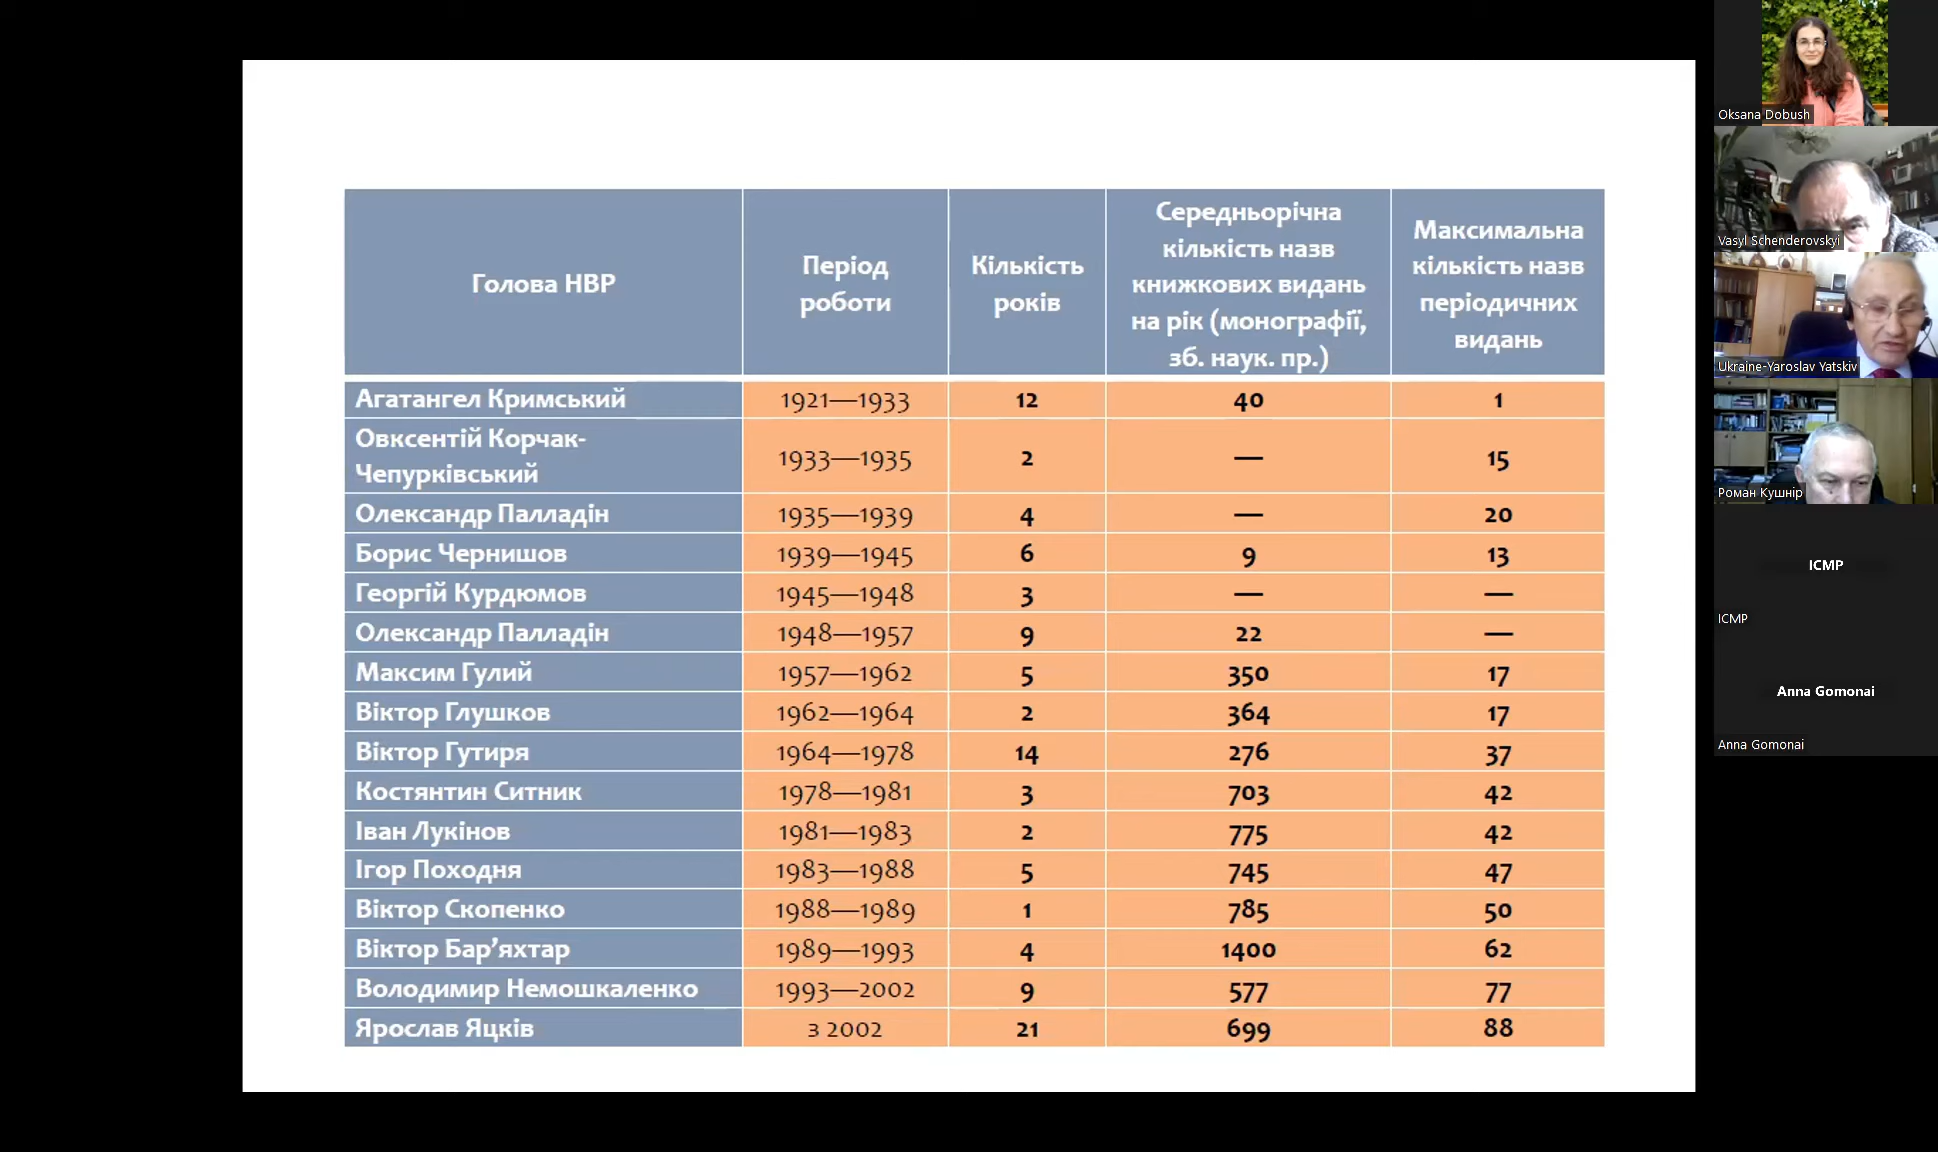 Голова НВР
Період
роботи
Кількість
років
Середньорічна
кількість назв
книжкових видань
на рік (монографії,
зб. наук. пр.)
Максимальна
кількість назв
періодичних
видань
Агатангел Кримський 1921—1933 12 40 1
Овксентій Корчак-
Чепурківський 1933—1935 2 — 15
Олександр Палладін 1935—1939 4 — 20
Борис Чернишов 1939—1945 6 9 13
Георгій Курдюмов 1945—1948 3 — —
Олександр Палладін 1948—1957 9 22 —
Максим Гулий 1957—1962 5 350 17
Віктор Глушков 1962—1964 2 364 17
Віктор Гутиря 1964—1978 14 276 37
Костянтин Ситник 1978—1981 3 703 42
Іван Лукінов 1981—1983 2 775 42
Ігор Походня 1983—1988 5 745 47
Віктор Скопенко 1988—1989 1 785 50
Віктор Бар’яхтар 1989—1993 4 1400 62
Володимир Немошкаленко 1993—2002 9 577 77
Ярослав Яцків з 2002 21 699 88
Oksana Dobush
Vasyl Schenderovskyi
Ukraine-Yaroslav Yatskiv
Роман Кушнір
ICMP
ICMP
Anna Gomonai
Anna Gomonai